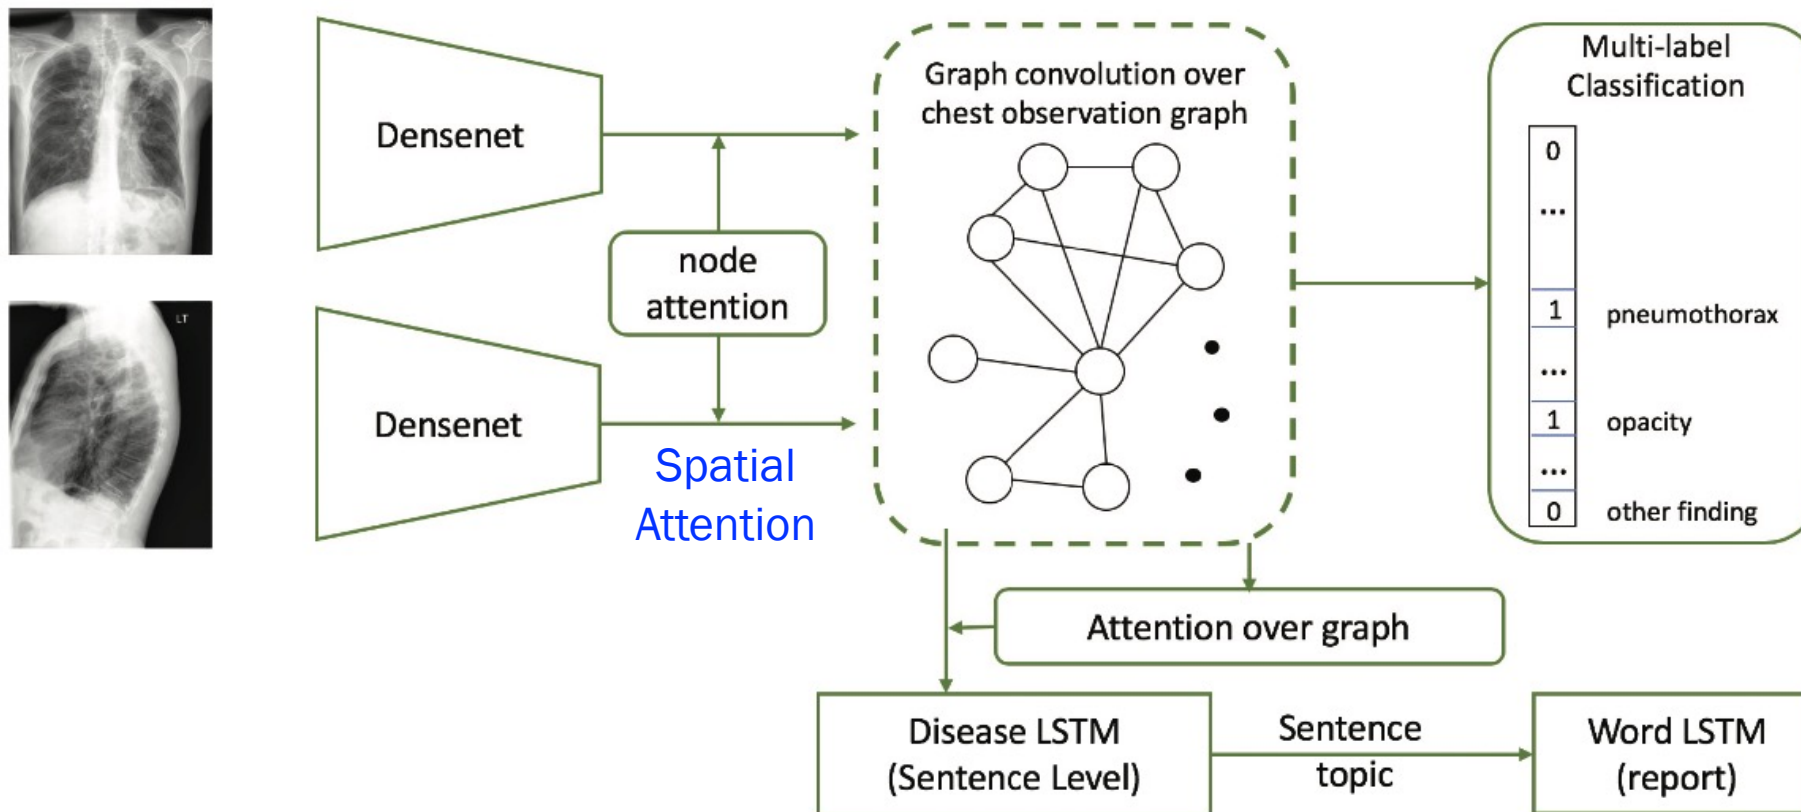 Densenet
node
attention
LT
Densenet
Spatial
Attention
Graph convolution over
chest observation graph
Multi-label
Classification
0
...
1 pneumothorax
...
1 opacity
...
0 other finding
Attention over graph
Disease LSTM
(Sentence Level)
Sentence
topic
Word LSTM
(report)